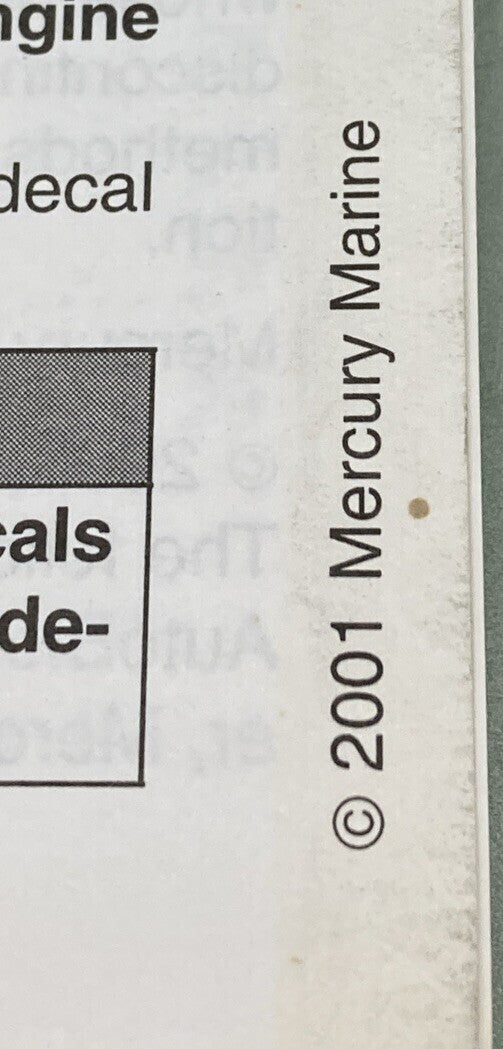 ngine
decal
cals
de-
© 2001 Mercury Marine